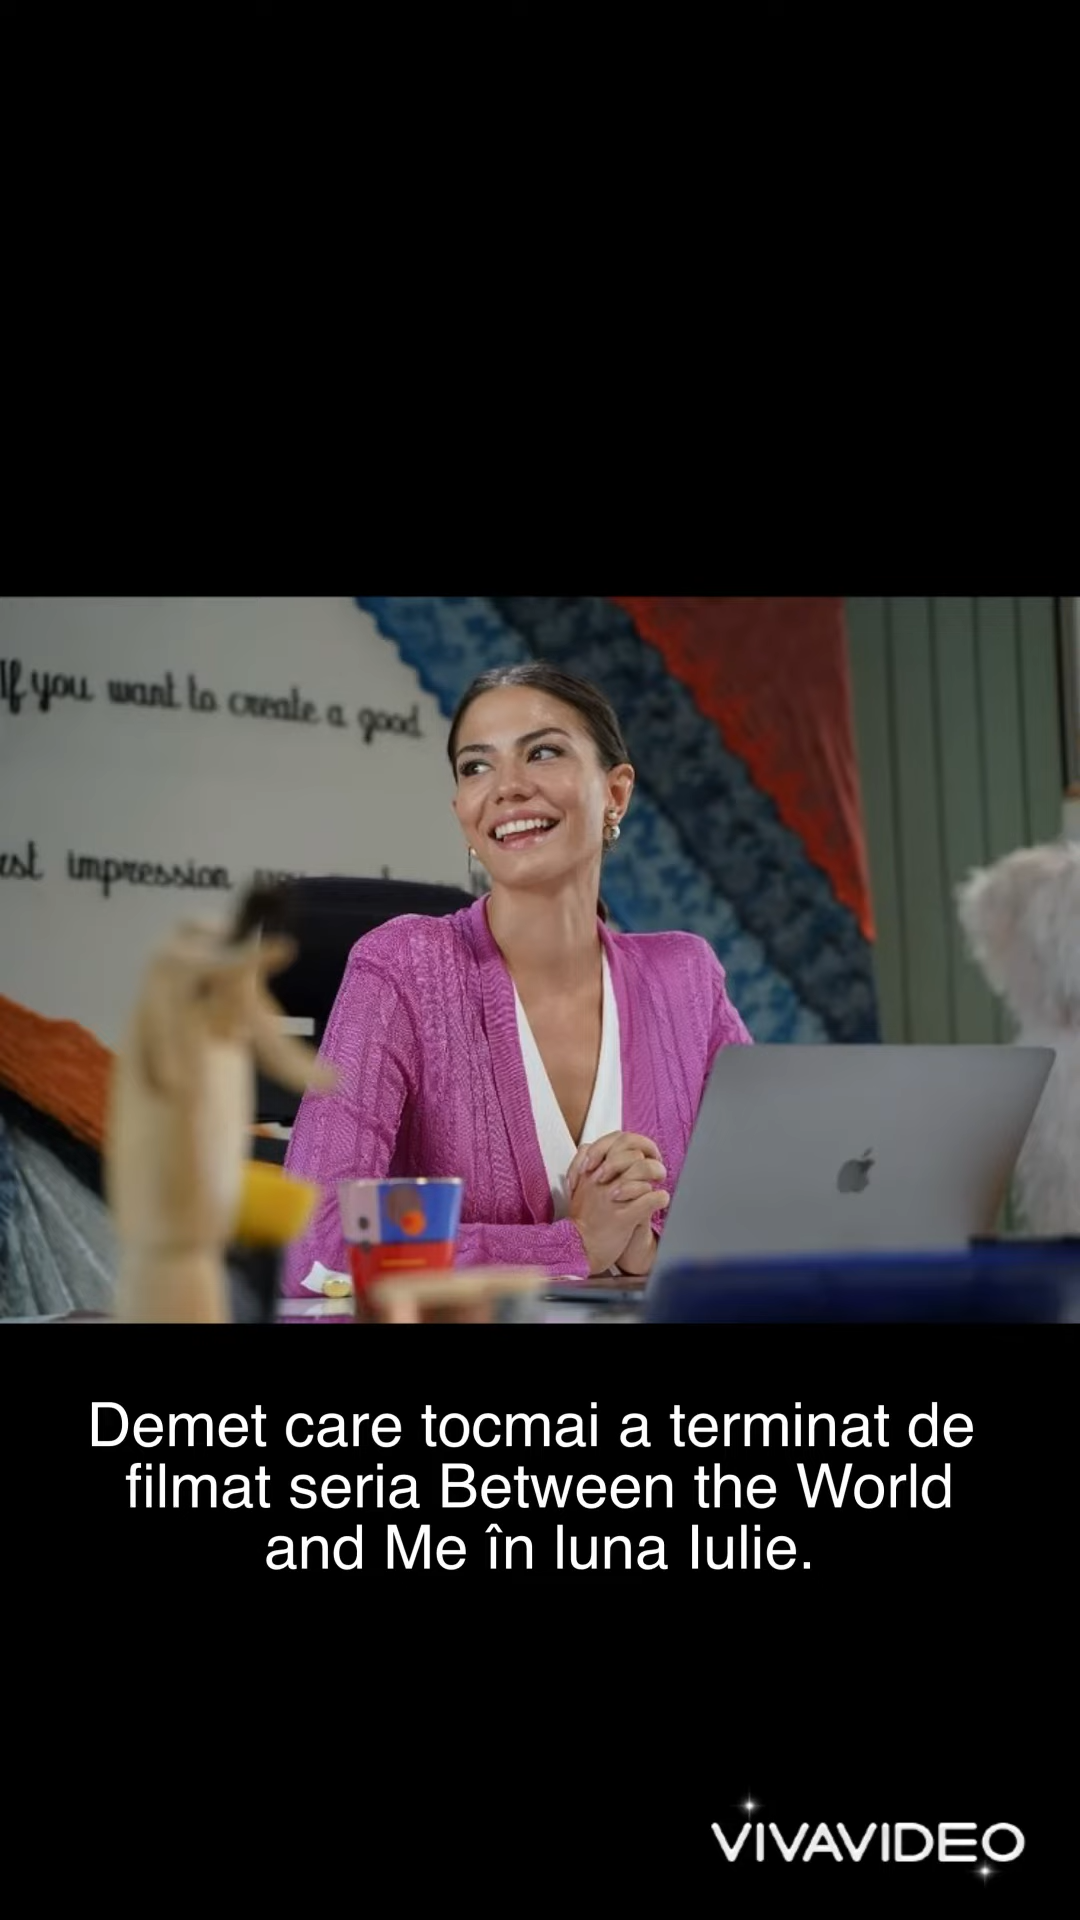 If you want to create a good
impression
Demet care tocmai a terminat de
filmat seria Between the World
and Me în luna Iulie.
VIVAVIDEO